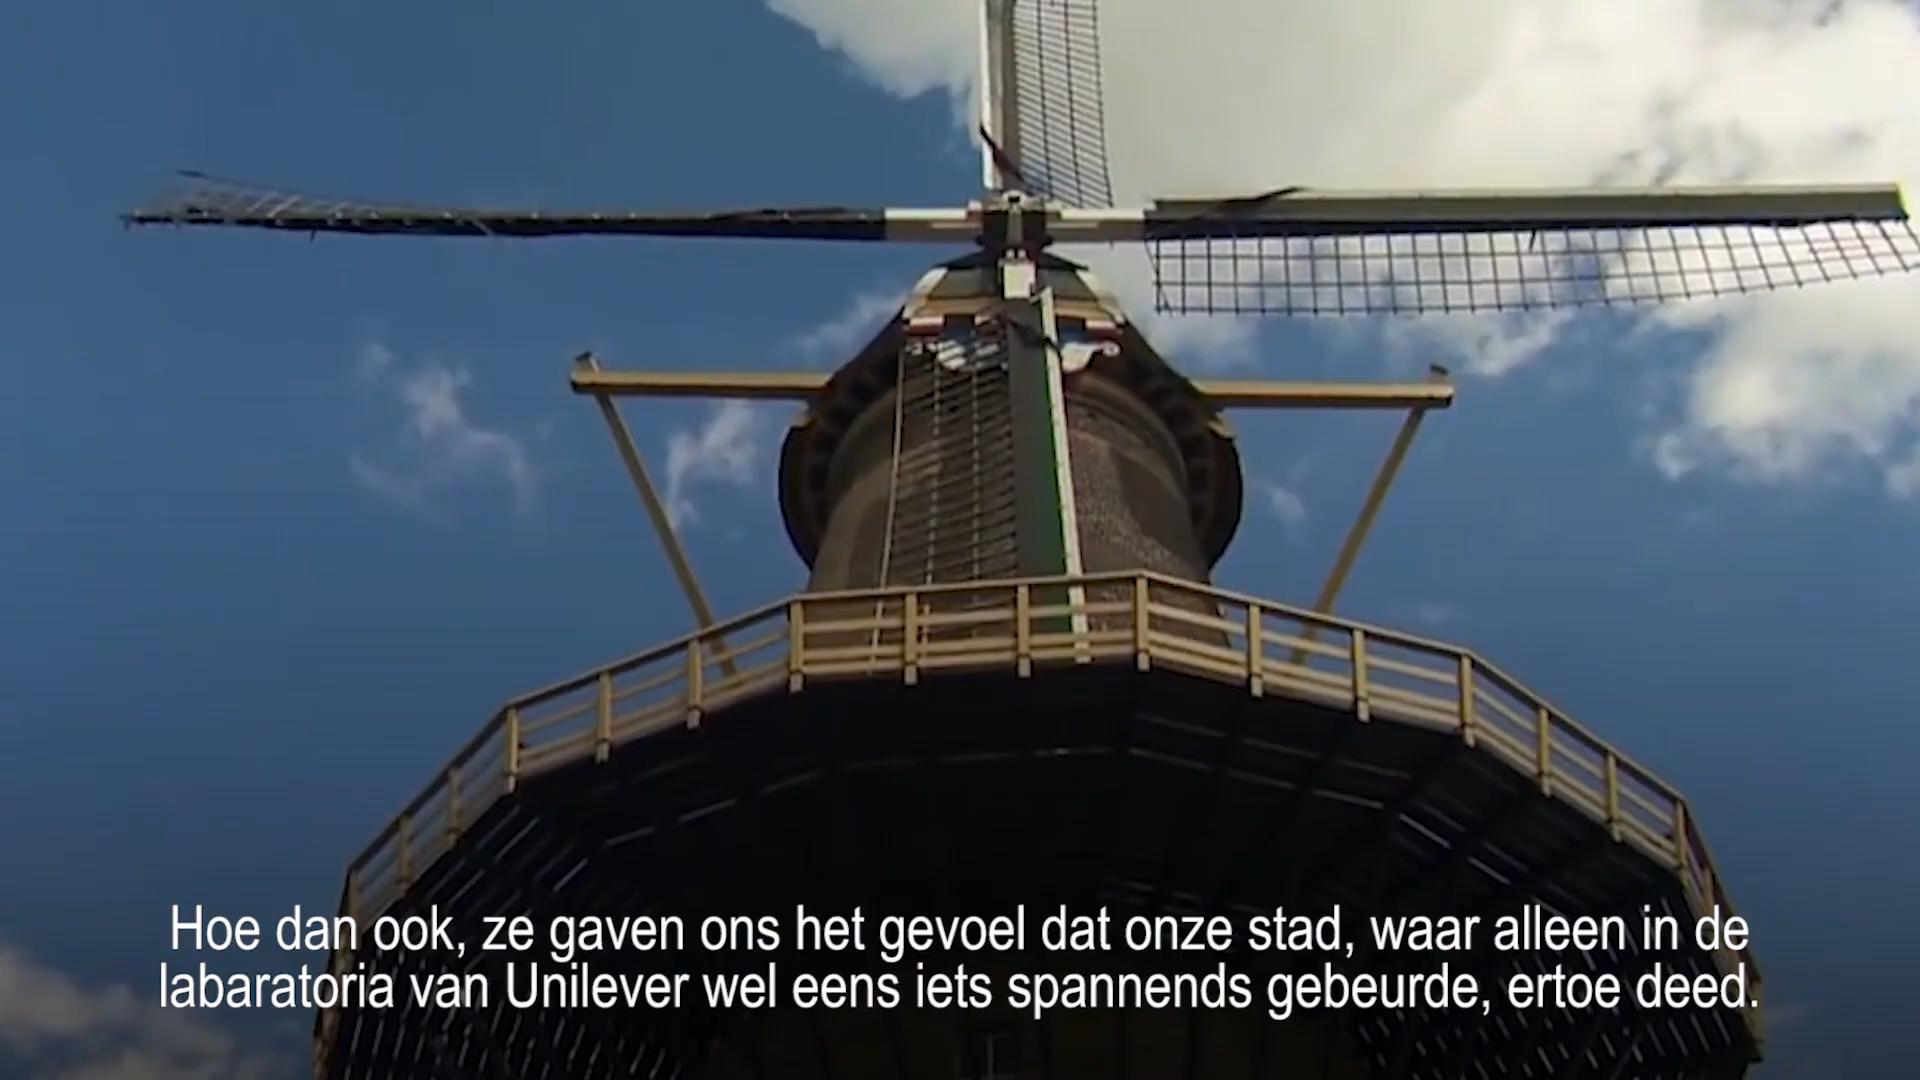 Hoe dan ook, ze gaven ons het gevoel dat onze stad, waar alleen in de
labaratoria van Unilever wel eens iets spannends gebeurde, ertoe deed.